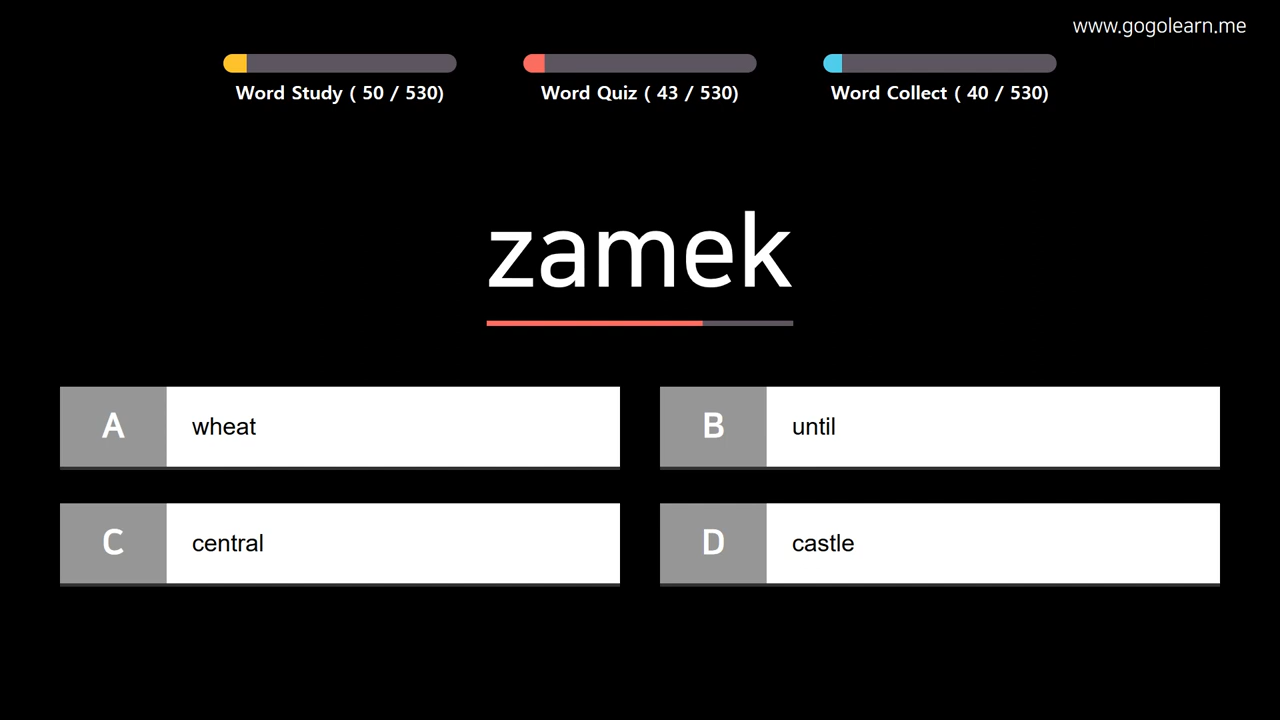 www.gogolearn.me
Word Study ( 50 / 530)
Word Quiz ( 43 / 530)
Word Collect ( 40 / 530)
zamek
A wheat
B until
C central
D castle